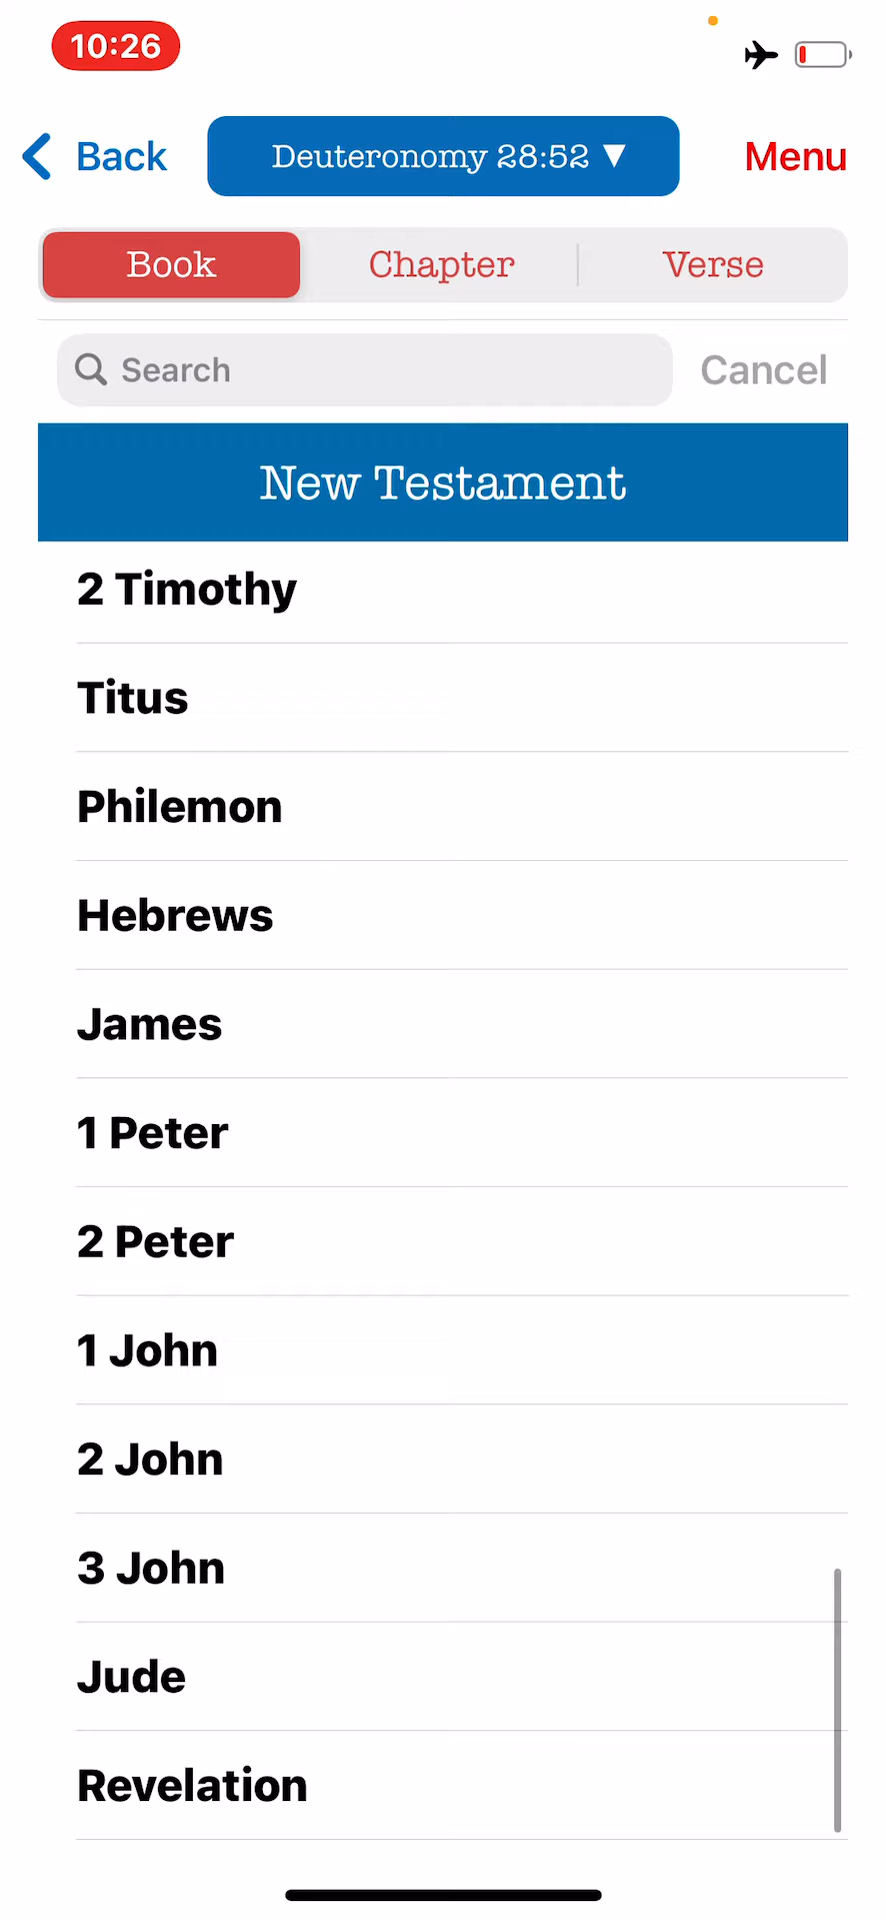 10:26
Back
Deuteronomy 28:52 ▼
Menu
Book
Chapter
Verse
Search
Cancel
New Testament
2 Timothy
Titus
Philemon
Hebrews
James
1 Peter
2 Peter
1 John
2 John
3 John
Jude
Revelation